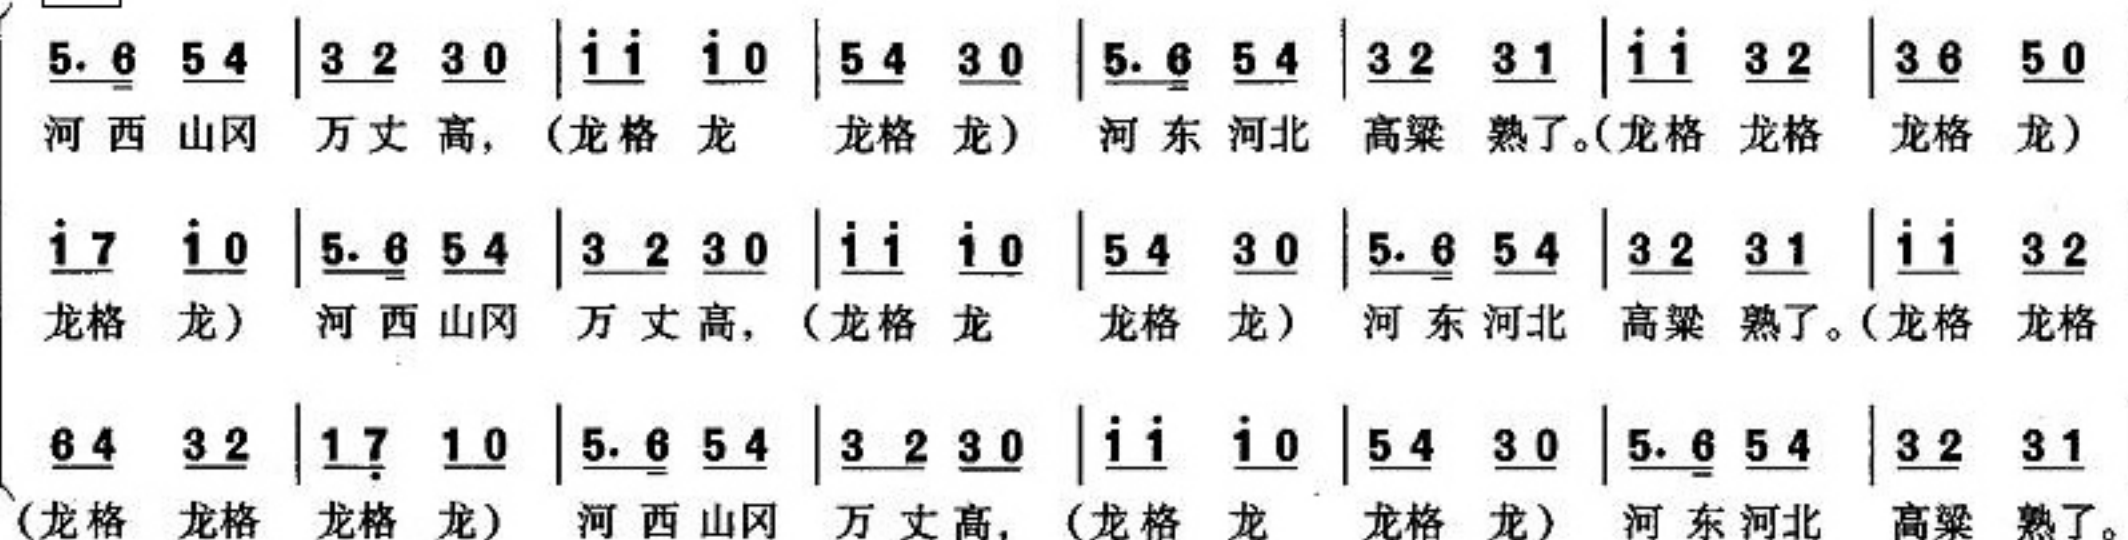 5. 6 5 4 | 3 2 3 0 | i̇ i̇ i̇ 0 | 5 4 3 0 | 5. 6 5 4 | 3 2 3 1 | i̇ i̇ 3 2 | 3 6 5 0
河 西 山冈 万丈 高，（龙格 龙 龙格 龙） 河 东 河北 高粱 熟了。（龙格 龙格 龙格 龙）
i̇ 7 i̇ 0 | 5. 6 5 4 | 3 2 3 0 | i̇ i̇ i̇ 0 | 5 4 3 0 | 5. 6 5 4 | 3 2 3 1 | i̇ i̇ 3 2
龙格 龙） 河 西 山冈 万 丈 高，（龙格 龙 龙格 龙） 河 东 河北 高粱 熟了。（龙格 龙格
6 4 3 2 | 1 7̣ 1 0 | 5. 6 5 4 | 3 2 3 0 | i̇ i̇ i̇ 0 | 5 4 3 0 | 5. 6 5 4 | 3 2 3 1
（龙格 龙格 龙格 龙） 河 西 山冈 万 丈 高，（龙格 龙 龙格 龙） 河 东 河北 高粱 熟了。